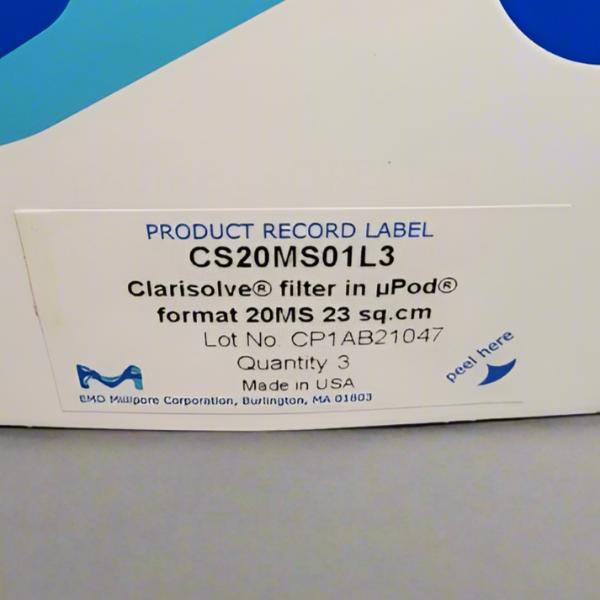 PRODUCT RECORD LABEL
CS20MS01L3
Clarisolve® filter in µPod®
format 20MS 23 sq.cm
Lot No. CP1AB21047
Quantity 3
Made in USA
peel here
EMD Millipore Corporation, Burlington, MA 01803